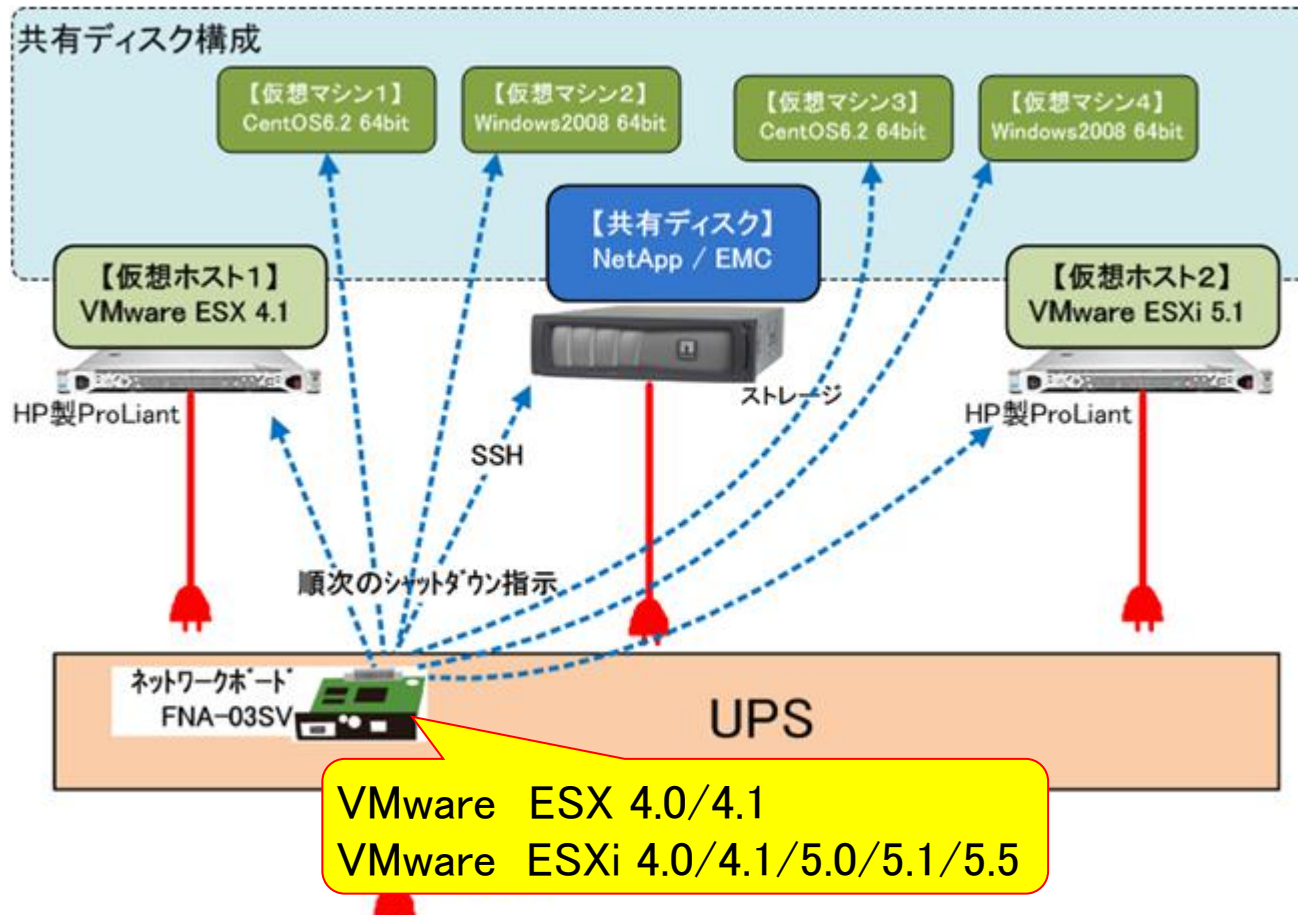 共有ディスク構成
【仮想マシン１】
CentOS6.2 64bit
【仮想マシン２】
Windows2008 64bit
【仮想マシン３】
CentOS6.2 64bit
【仮想マシン４】
Windows2008 64bit
【共有ディスク】
NetApp / EMC
【仮想ホスト１】
VMware ESX 4.1
【仮想ホスト２】
VMware ESXi 5.1
HP製ProLiant
ストレージ
HP製ProLiant
SSH
順次のｼｬｯﾄﾀﾞｳﾝ指示
ﾈｯﾄﾜｰｸﾎﾞｰﾄﾞ
FNA-03SV
UPS
VMware ESX 4.0/4.1
VMware ESXi 4.0/4.1/5.0/5.1/5.5